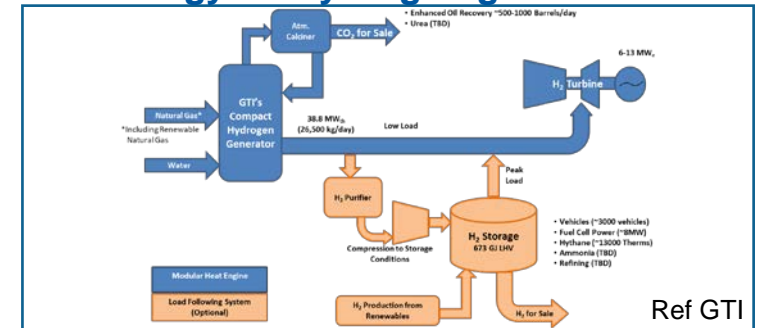 • Enhanced Oil Recovery ~500-1000 Barrels/day
• Urea (TBD)
Atm.
Calciner
CO₂ for Sale
6-13 MWₑ
H₂ Turbine
GTI's
Compact
Hydrogen
Generator
Natural Gas*
*Including Renewable
Natural Gas
Water
38.8 MWth
(26,500 kg/day)
Low Load
Peak
Load
H₂ Purifier
Compression to Storage
Conditions
H₂ Storage
673 GJ LHV
• Vehicles (~3000 vehicles)
• Fuel Cell Power (~8MW)
• Hythane (~13000 Therms)
• Ammonia (TBD)
• Refining (TBD)
Modular Heat Engine
Load Following System
(Optional)
H₂ Production from
Renewables
H₂ for Sale
Ref GTI